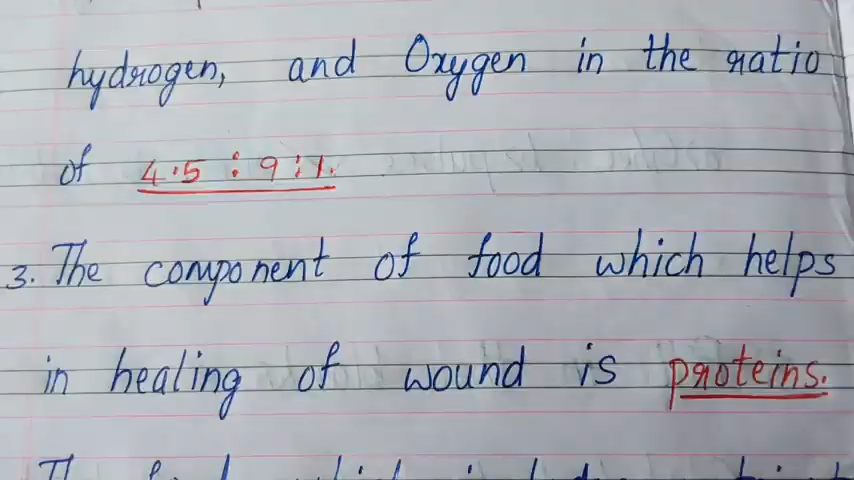 hydrogen, and Oxygen in the ratio
of 4.5 : 9 : 1.
3. The component of food which helps
in healing of wound is proteins.